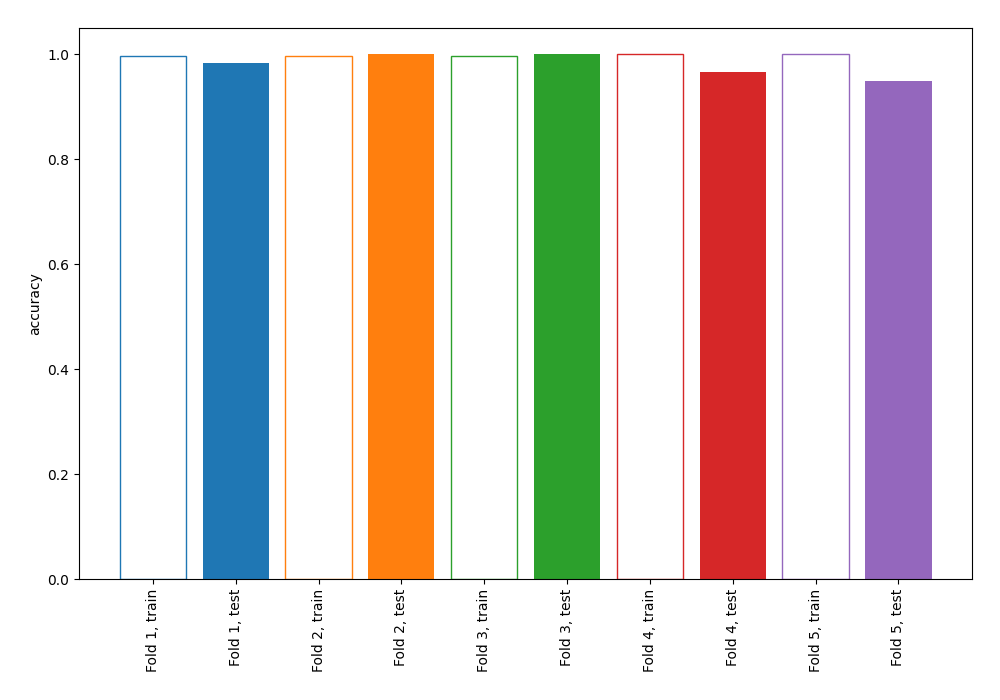 accuracy
1.0
0.8
0.6
0.4
0.2
0.0
Fold 1, train
Fold 1, test
Fold 2, train
Fold 2, test
Fold 3, train
Fold 3, test
Fold 4, train
Fold 4, test
Fold 5, train
Fold 5, test